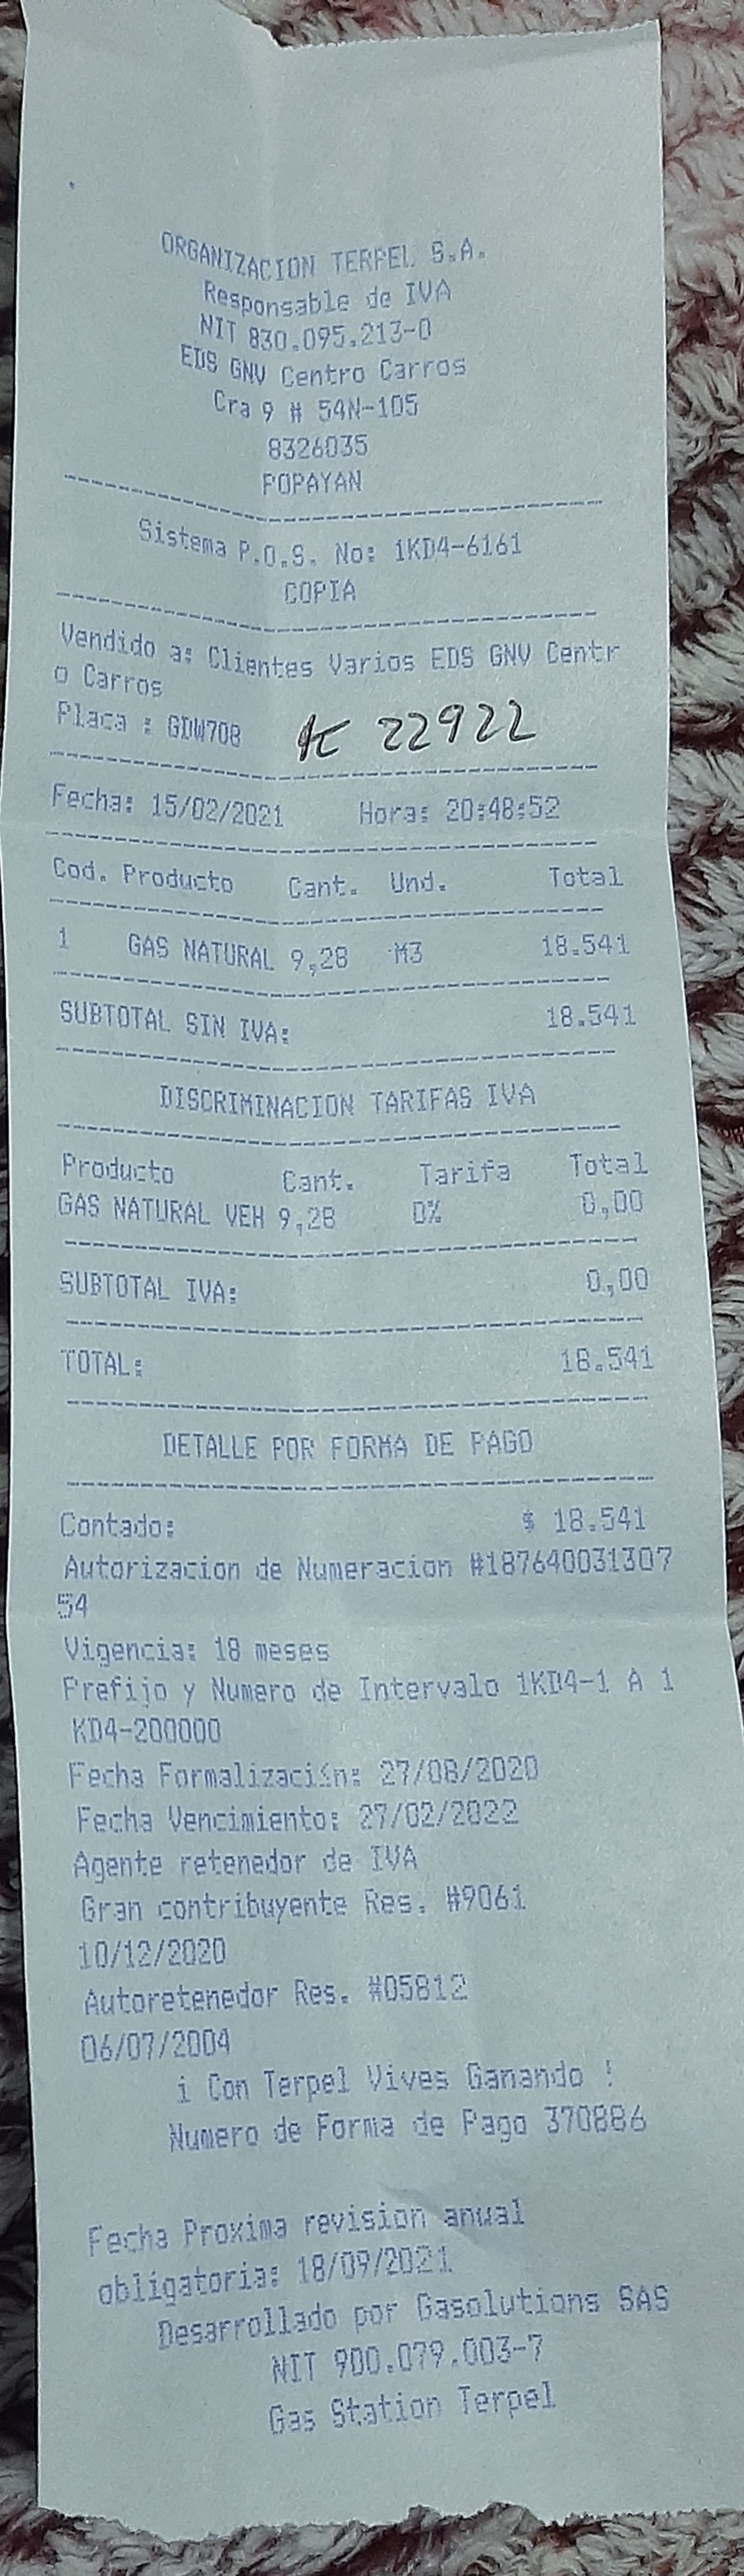 ORGANIZACION TERPEL S.A.
Responsable de IVA
NIT 830.095.213-0
EDS GNV Centro Carros
Cra 9 # 54N-105
8326035
POPAYAN
Sistema P.O.S. No: 1KD4-6161
COPIA
Vendido a: Clientes Varios EDS GNV Centr
o Carros
Placa : GDW708 K 22922
Fecha: 15/02/2021 Hora: 20:48:52
Cod. Producto Cant. Und. Total
1 GAS NATURAL 9,28 M3 18.541
SUBTOTAL SIN IVA: 18.541
DISCRIMINACION TARIFAS IVA
Producto Cant. Tarifa Total
GAS NATURAL VEH 9,28 0% 0,00
SUBTOTAL IVA: 0,00
TOTAL: 18.541
DETALLE POR FORMA DE PAGO
Contado: $ 18.541
Autorizacion de Numeracion #187640031307
54
Vigencia: 18 meses
Prefijo y Numero de Intervalo 1KD4-1 A 1
KD4-200000
Fecha Formalización: 27/08/2020
Fecha Vencimiento: 27/02/2022
Agente retenedor de IVA
Gran contribuyente Res. #9061
10/12/2020
Autoretenedor Res. #05812
06/07/2004
¡ Con Terpel Vives Ganando !
Numero de Forma de Pago 370886
Fecha Proxima revision anual
obligatoria: 18/09/2021
Desarrollado por Gasolutions SAS
NIT 900.079.003-7
Gas Station Terpel